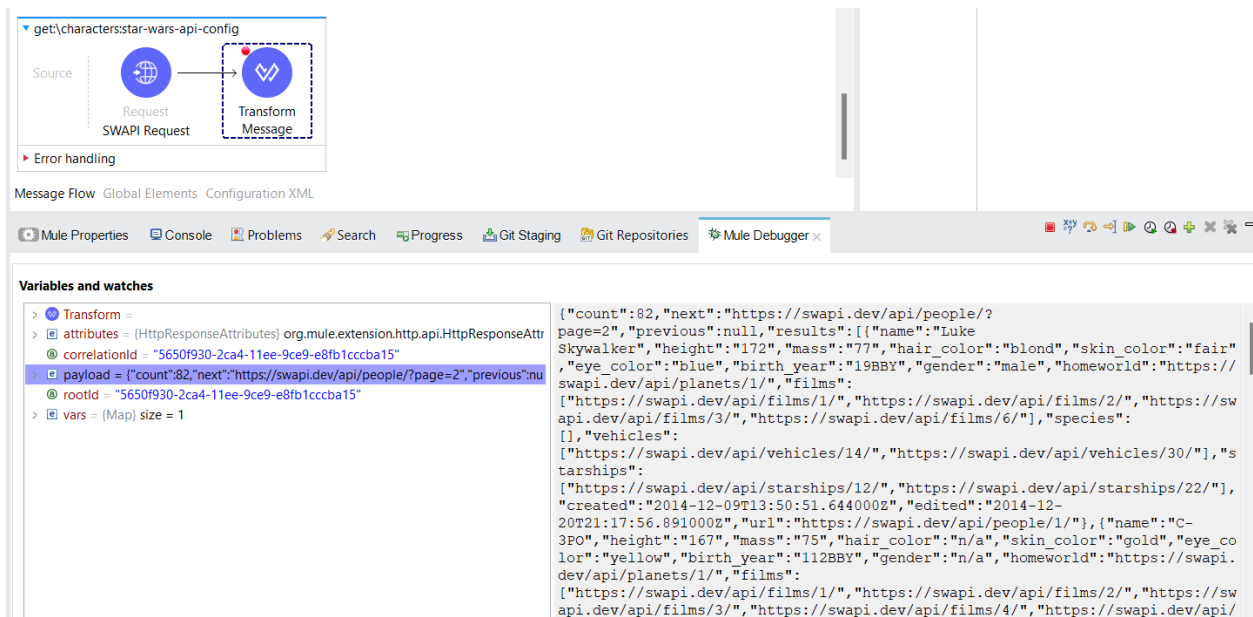 get:\characters:star-wars-api-config
Source
Request
SWAPI Request
Transform
Message
Error handling
Message Flow Global Elements Configuration XML
Mule Properties Console Problems Search Progress Git Staging Git Repositories Mule Debugger
Variables and watches
Transform =
attributes = {HttpResponseAttributes} org.mule.extension.http.api.HttpResponseAttr
correlationId = "5650f930-2ca4-11ee-9ce9-e8fb1cccba15"
payload = {"count":82,"next":"https://swapi.dev/api/people/?page=2","previous":nu
rootId = "5650f930-2ca4-11ee-9ce9-e8fb1cccba15"
vars = {Map} size = 1
{"count":82,"next":"https://swapi.dev/api/people/?
page=2","previous":null,"results":[{"name":"Luke
Skywalker","height":"172","mass":"77","hair_color":"blond","skin_color":"fair"
,"eye_color":"blue","birth_year":"19BBY","gender":"male","homeworld":"https://
swapi.dev/api/planets/1/","films":
["https://swapi.dev/api/films/1/","https://swapi.dev/api/films/2/","https://sw
api.dev/api/films/3/","https://swapi.dev/api/films/6/"],"species":
[],"vehicles":
["https://swapi.dev/api/vehicles/14/","https://swapi.dev/api/vehicles/30/"],"s
tarships":
["https://swapi.dev/api/starships/12/","https://swapi.dev/api/starships/22/"],
"created":"2014-12-09T13:50:51.644000Z","edited":"2014-12-
20T21:17:56.891000Z","url":"https://swapi.dev/api/people/1/"},{"name":"C-
3PO","height":"167","mass":"75","hair_color":"n/a","skin_color":"gold","eye_co
lor":"yellow","birth_year":"112BBY","gender":"n/a","homeworld":"https://swapi.
dev/api/planets/1/","films":
["https://swapi.dev/api/films/1/","https://swapi.dev/api/films/2/","https://sw
api.dev/api/films/3/","https://swapi.dev/api/films/4/","https://swapi.dev/api/